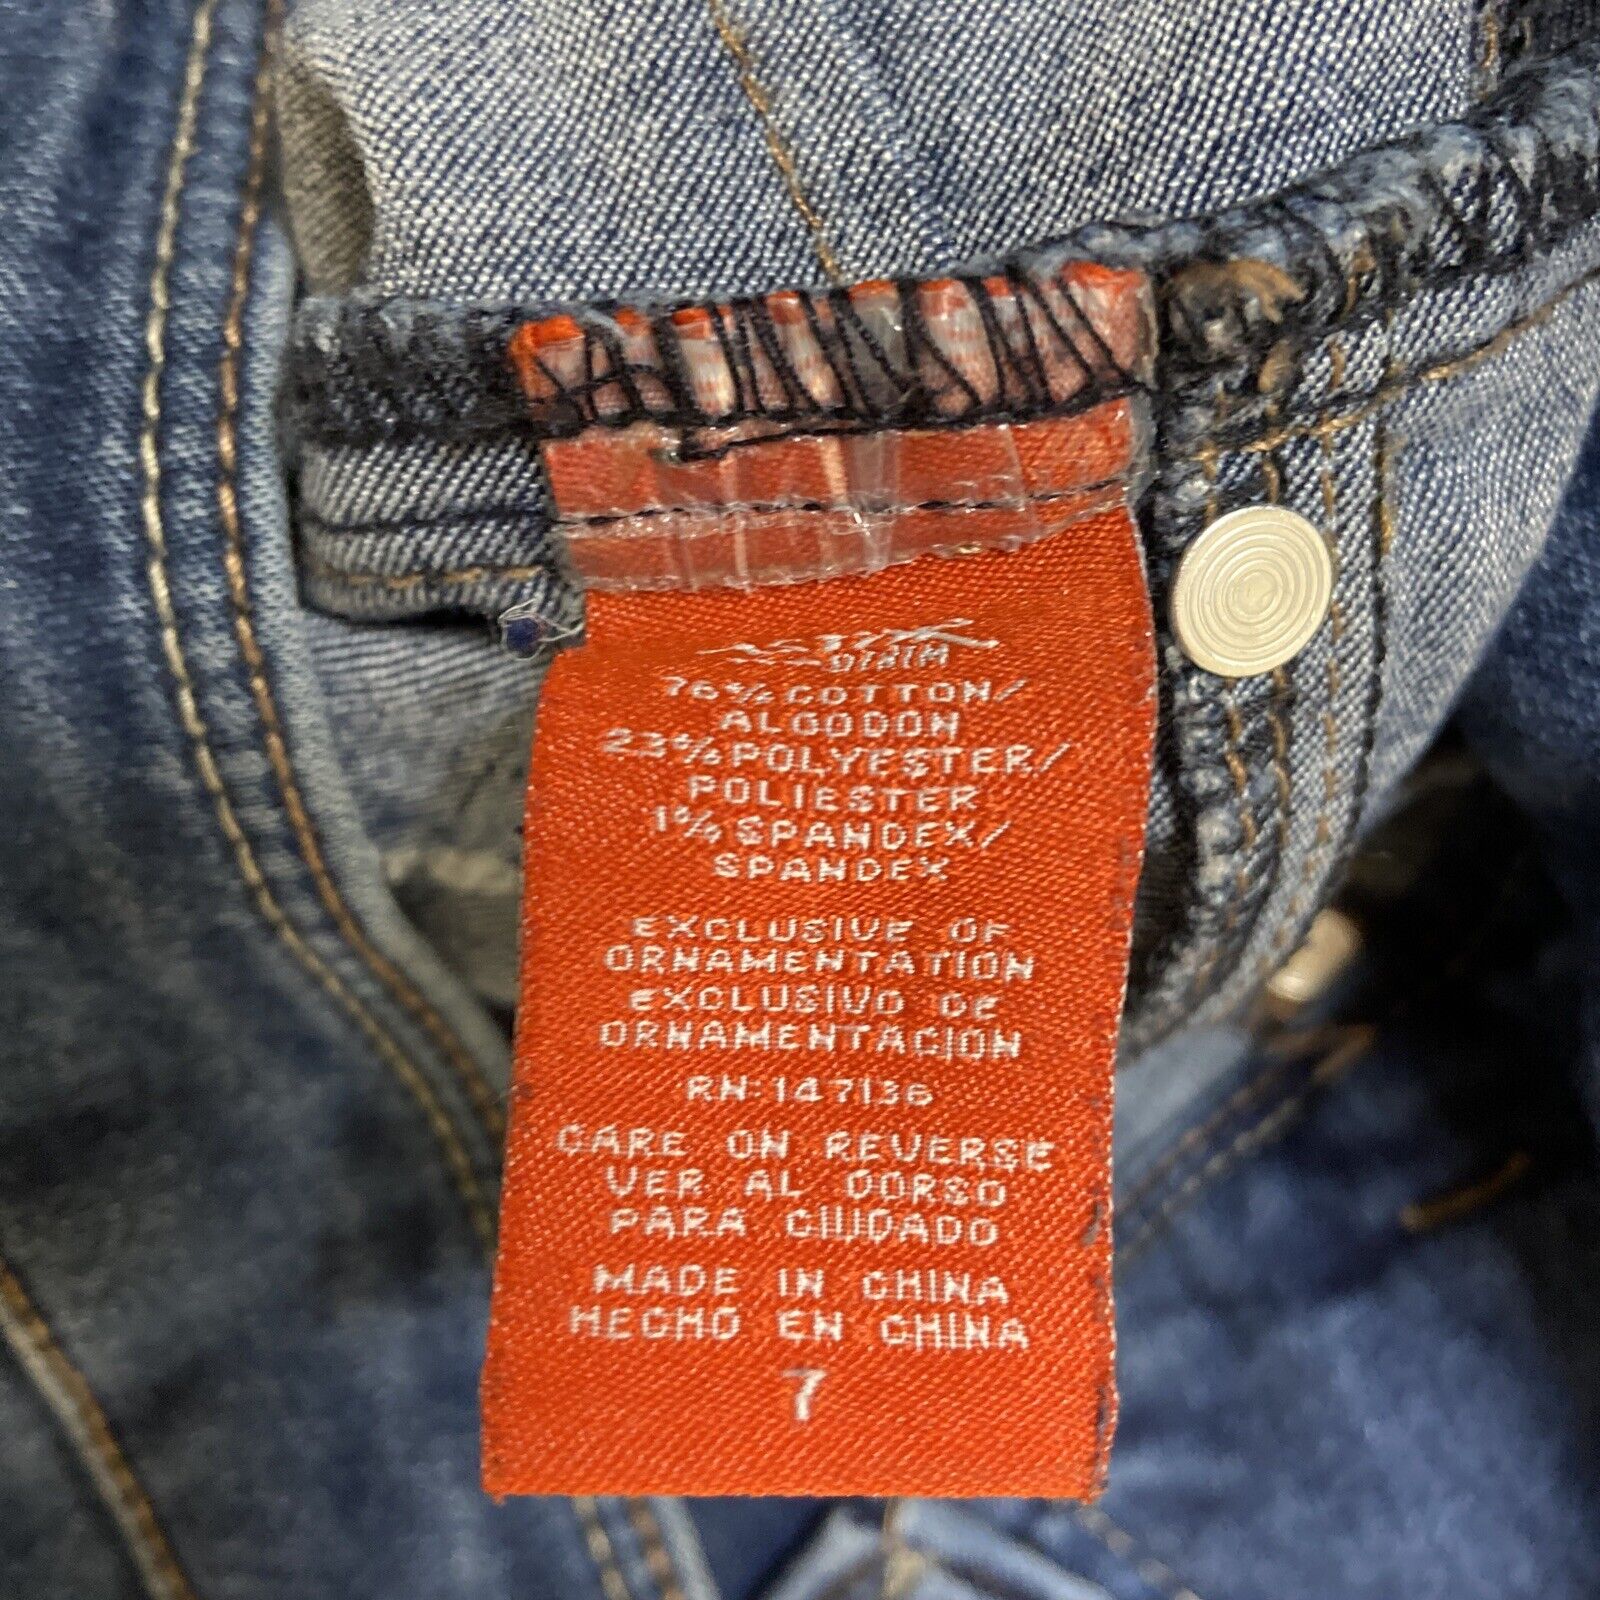 DENIM
76% COTTON/
ALGODON
23% POLYESTER/
POLIESTER
1% SPANDEX/
SPANDEX
EXCLUSIVE OF
ORNAMENTATION
EXCLUSIVO DE
ORNAMENTACION
RN:147136
CARE ON REVERSE
VER AL DORSO
PARA CUIDADO
MADE IN CHINA
HECHO EN CHINA
7